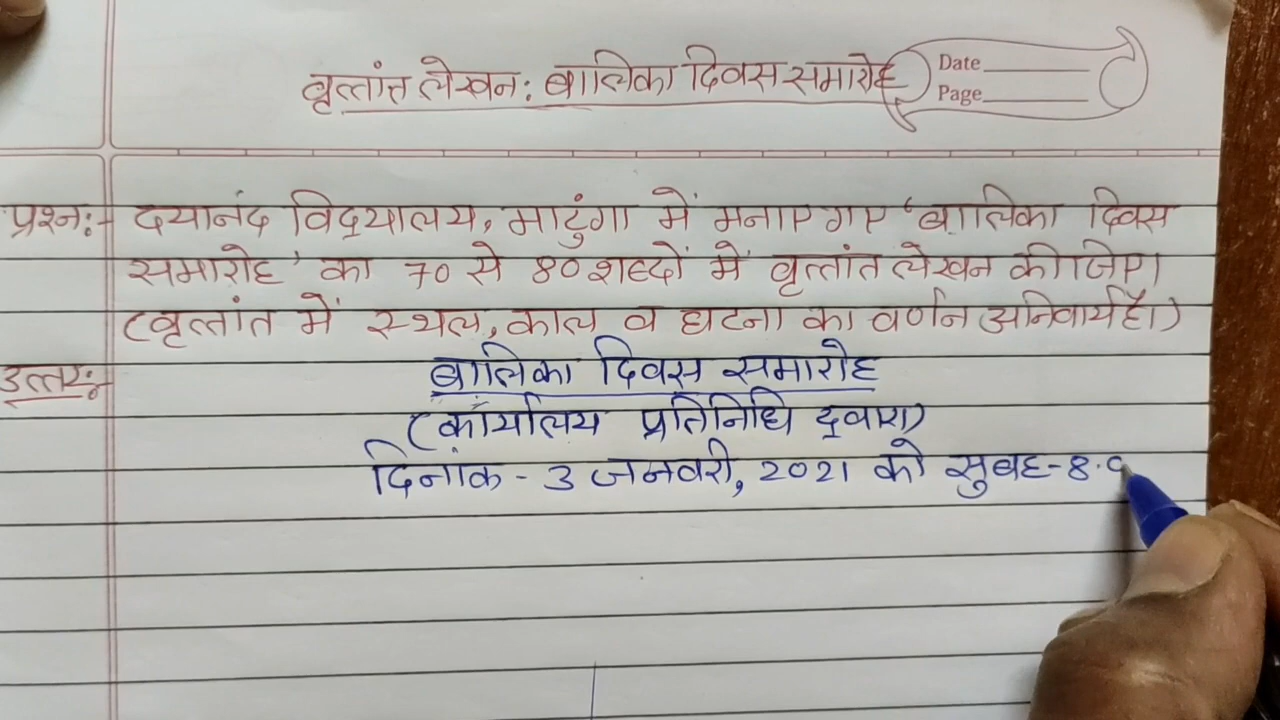 वृत्तांत लेखन: बालिका दिवस समारोह
Date
Page
प्रश्न:- दयानंद विद्यालय, माटुंगा में मनाए गए 'बालिका दिवस
समारोह' का 70 से 80 शब्दों में वृत्तांत लेखन कीजिए।
(वृत्तांत में स्थल, काल व घटना का वर्णन अनिवार्य है।)
उत्तर:- बालिका दिवस समारोह
(कार्यालय प्रतिनिधि द्वारा)
दिनांक - 3 जनवरी, 2021 को सुबह - 8.